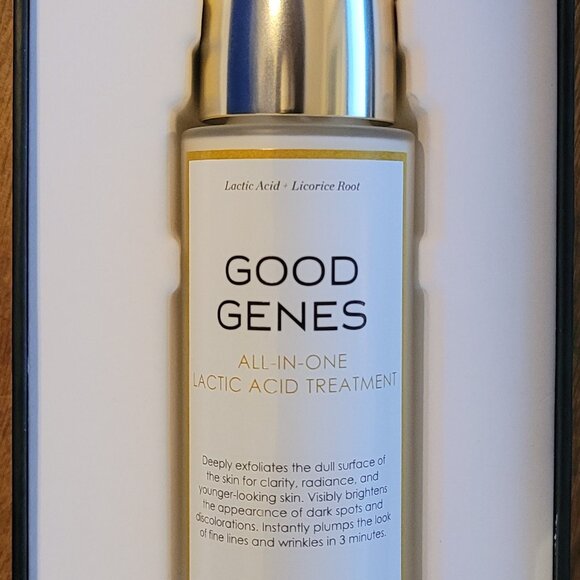 Lactic Acid + Licorice Root
GOOD
GENES
ALL-IN-ONE
LACTIC ACID TREATMENT
Deeply exfoliates the dull surface of
the skin for clarity, radiance, and
younger-looking skin. Visibly brightens
the appearance of dark spots and
discolorations. Instantly plumps the look
of fine lines and wrinkles in 3 minutes.